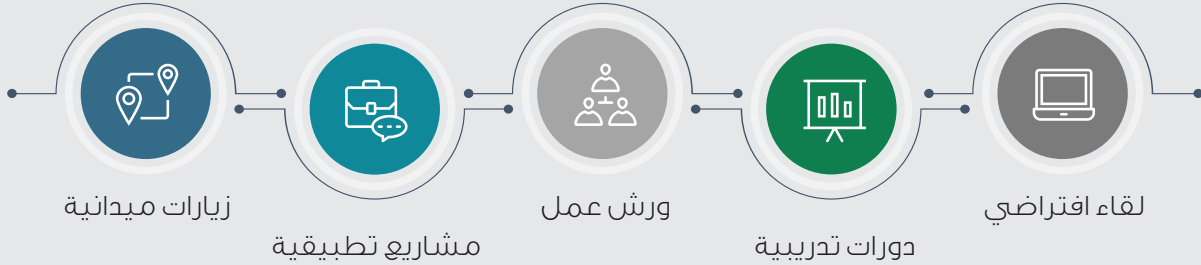 لقاء افتراضي
دورات تدريبية
ورش عمل
مشاريع تطبيقية
زيارات ميدانية